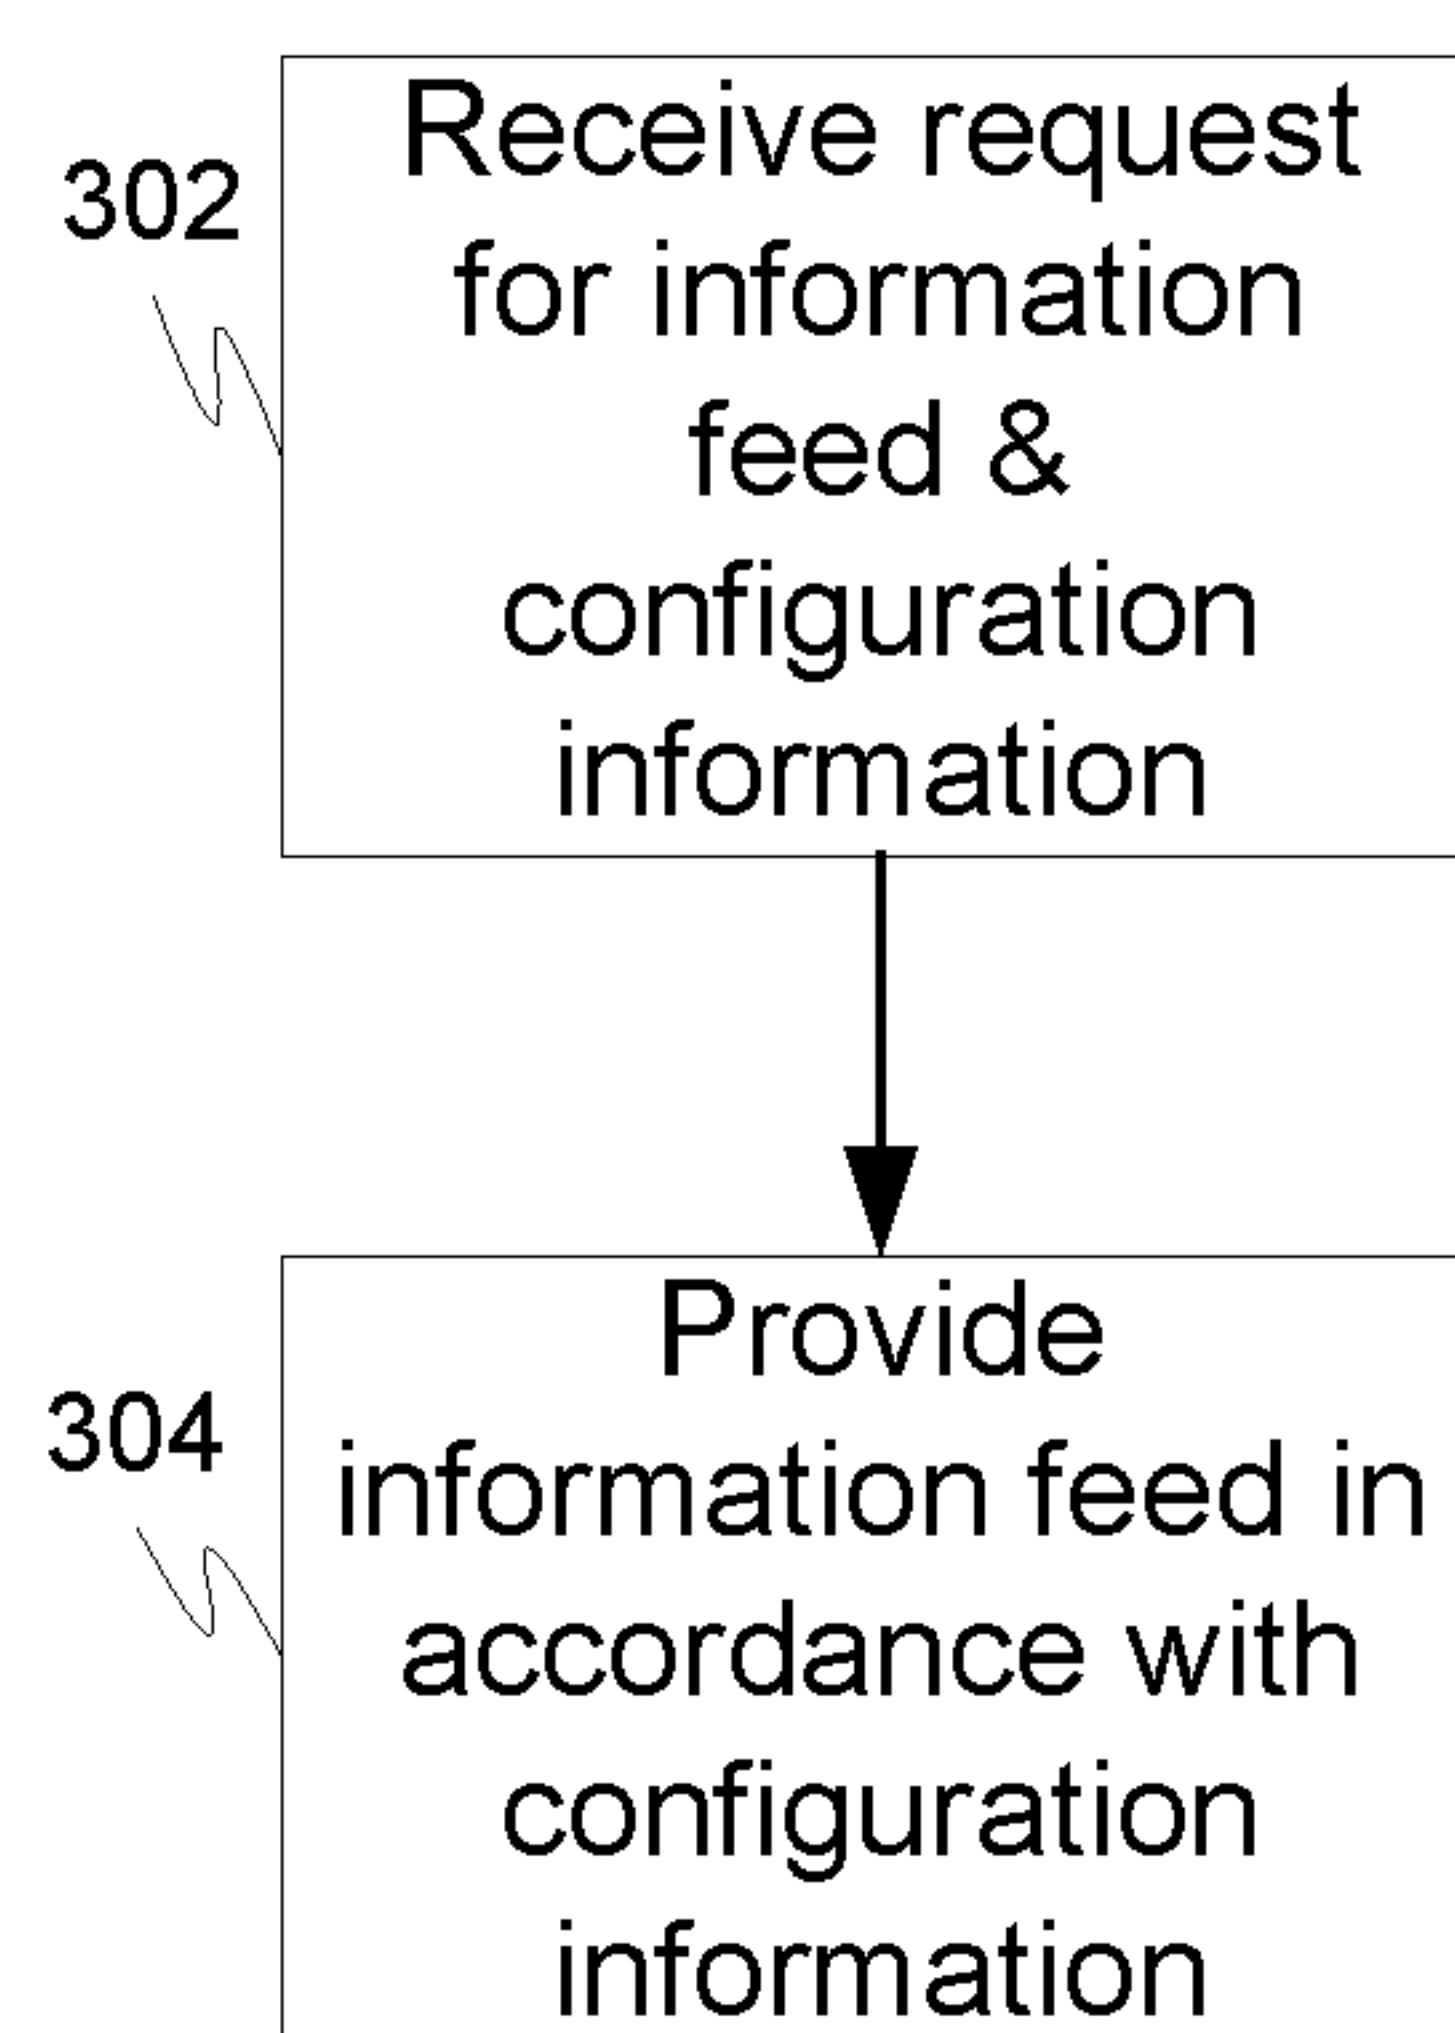 302
Receive request
for information
feed &
configuration
information
304
Provide
information feed in
accordance with
configuration
information